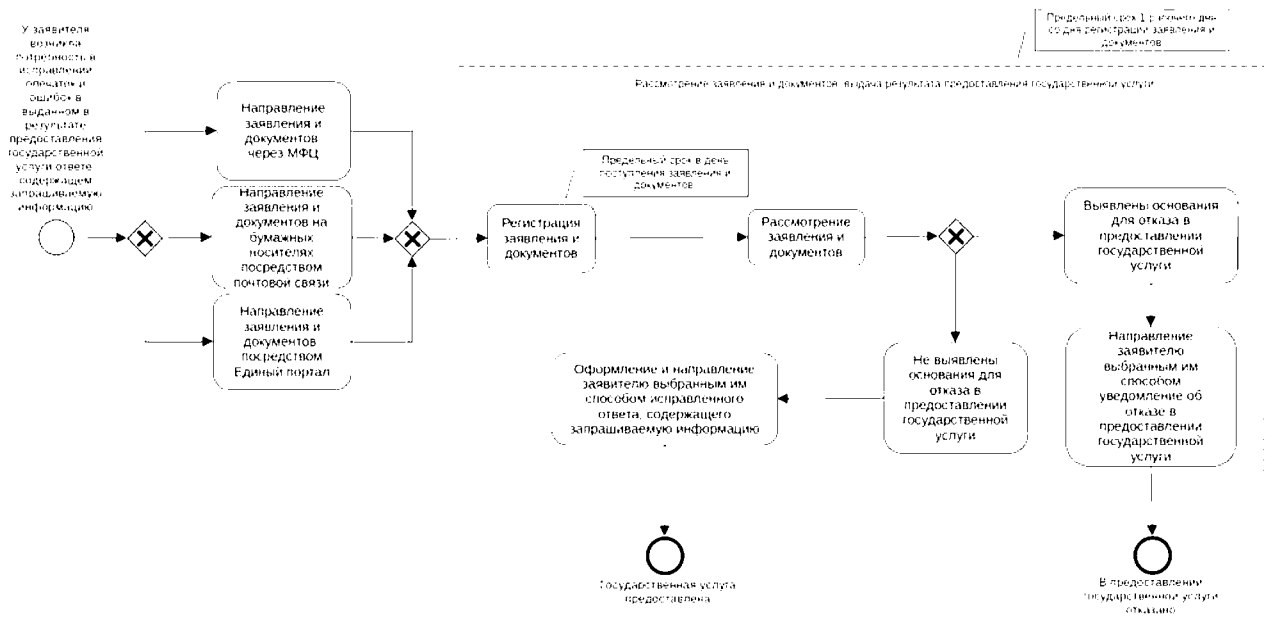 У заявителя
возникла
потребность в
исправлении
опечаток и
ошибок в
выданном в
результате
предоставления
государственной
услуги ответе
содержащем
запрашиваемую
информацию
Направление
заявления и
документов
через МФЦ
Направление
заявления и
документов на
бумажных
носителях
посредством
почтовой связи
Направление
заявления и
документов
посредством
Единый портал
Предельный срок 1 рабочего дня
со дня регистрации заявления и
документов
Рассмотрение заявления и документов, выдача результата предоставления государственной услуги
Предельный срок в день
поступления заявления и
документов
Регистрация
заявления и
документов
Рассмотрение
заявления и
документов
Выявлены основания
для отказа в
предоставлении
государственной
услуги
Оформление и направление
заявителю выбранным им
способом исправленного
ответа, содержащего
запрашиваемую информацию
Не выявлены
основания для
отказа в
предоставлении
государственной
услуги
Направление
заявителю
выбранным им
способом
уведомление об
отказе в
предоставлении
государственной
услуги
Государственная услуга
предоставлена
В предоставлении
государственной услуги
отказано